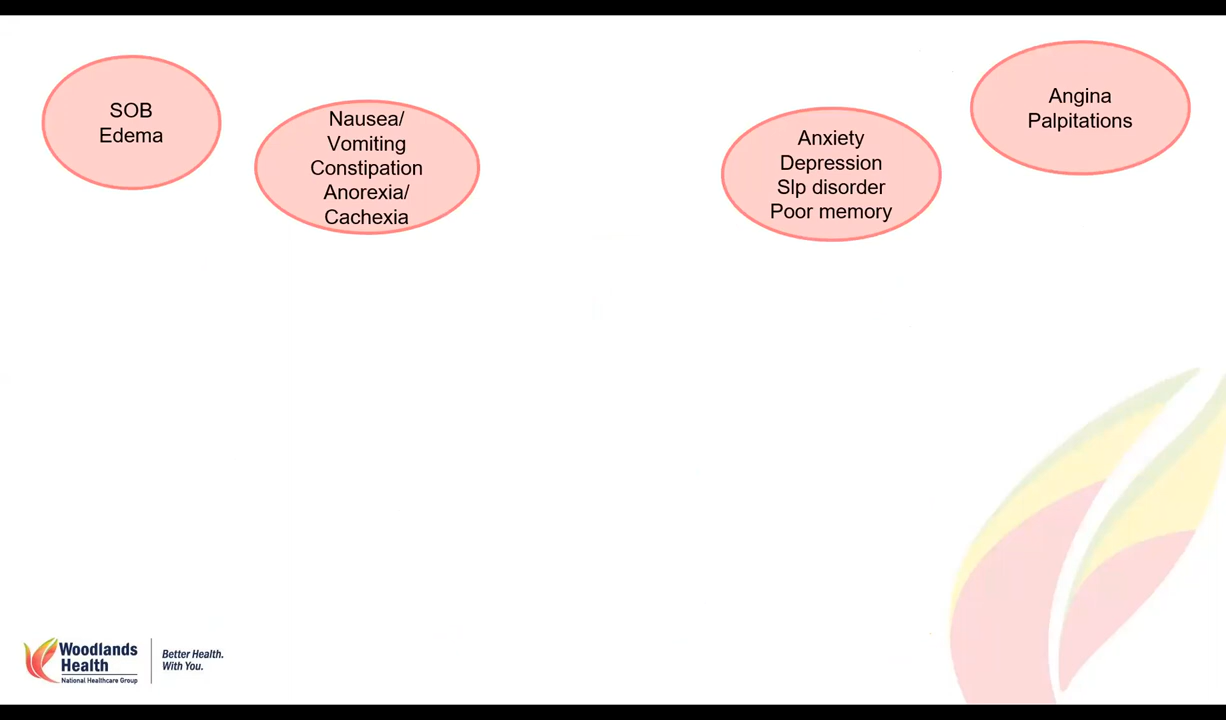 SOB
Edema
Nausea/
Vomiting
Constipation
Anorexia/
Cachexia
Anxiety
Depression
Slp disorder
Poor memory
Angina
Palpitations
Woodlands
Health
National Healthcare Group
Better Health.
With You.